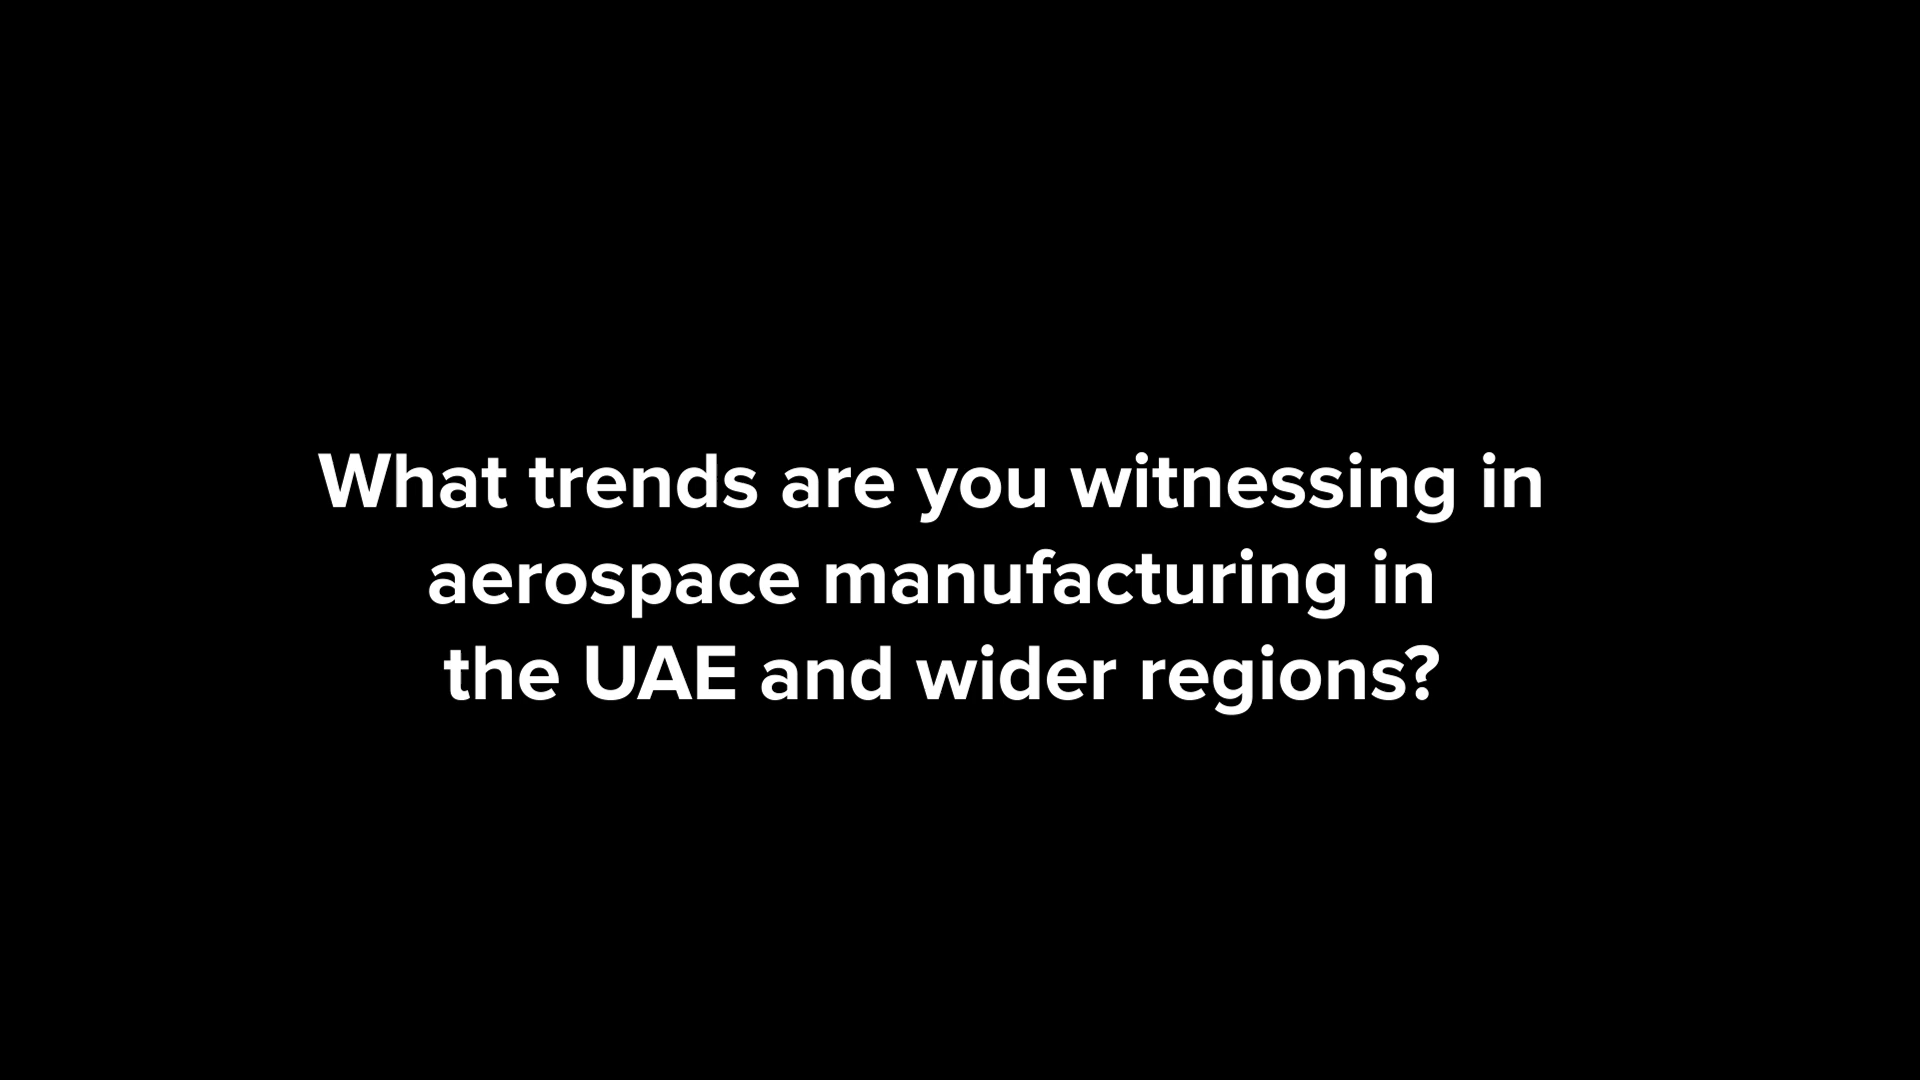 What trends are you witnessing in
aerospace manufacturing in
the UAE and wider regions?